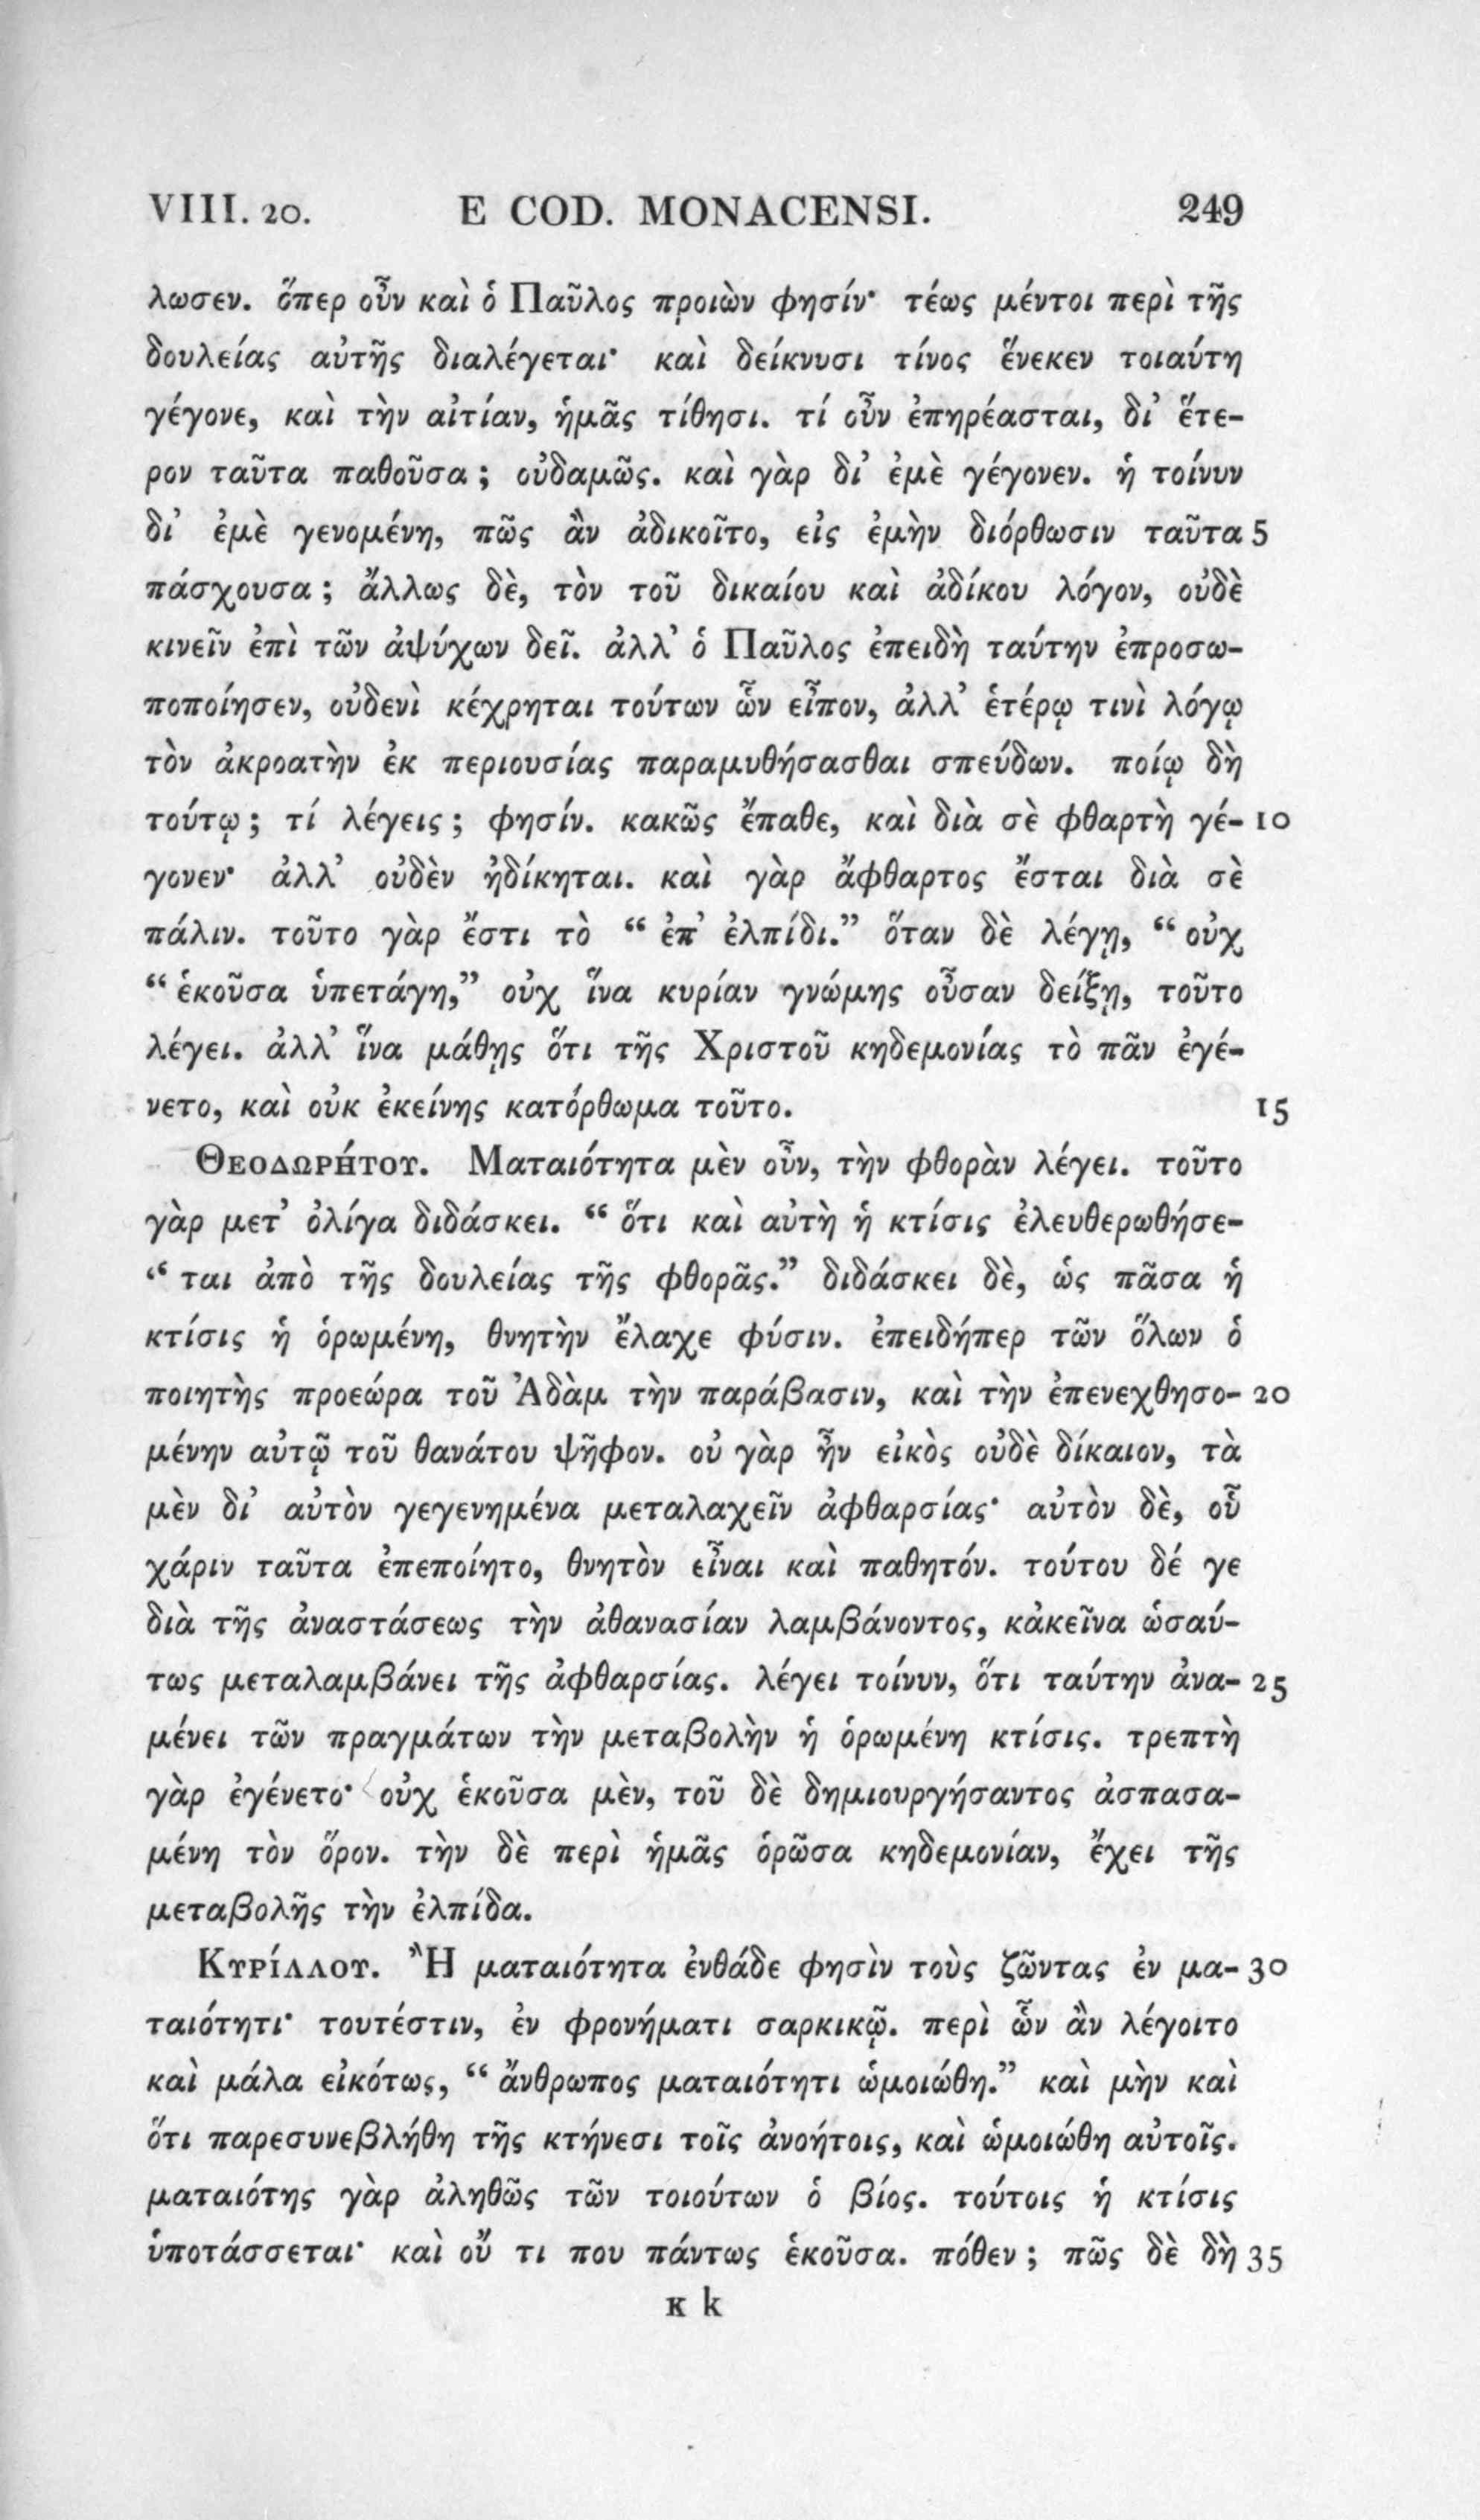 VIII. 20. E COD. MONACENSI. 249
λωσεν. ὅπερ οὖν καὶ ὁ Παῦλος προιὼν φησίν· τέως μέντοι περὶ τῆς
δουλείας αὐτῆς διαλέγεται· καὶ δείκνυσι τίνος ἕνεκεν τοιαύτη
γέγονε, καὶ τὴν αἰτίαν, ἡμᾶς τίθησι. τί οὖν ἐπηρέασται, δι’ ἕτε-
ρον ταῦτα παθοῦσα; οὐδαμῶς. καὶ γὰρ δι’ ἐμὲ γέγονεν. ἡ τοίνυν
δι’ ἐμὲ γενομένη, πῶς ἂν ἀδικοῖτο, εἰς ἐμὴν διόρθωσιν ταῦτα 5
πάσχουσα; ἄλλως δὲ, τὸν τοῦ δικαίου καὶ ἀδίκου λόγον, οὐδὲ
κινεῖν ἐπὶ τῶν ἀψύχων δεῖ. ἀλλ’ ὁ Παῦλος ἐπειδὴ ταύτην ἐπροσω-
ποποίησεν, οὐδενὶ κέχρηται τούτων ὧν εἶπον, ἀλλ’ ἑτέρῳ τινὶ λόγῳ
τὸν ἀκροατὴν ἐκ περιουσίας παραμυθήσασθαι σπεύδων. ποίῳ δὴ
τούτῳ; τί λέγεις; φησίν. κακῶς ἔπαθε, καὶ διὰ σὲ φθαρτὴ γέ- 10
γονεν· ἀλλ’ οὐδὲν ἠδίκηται. καὶ γὰρ ἄφθαρτος ἔσται διὰ σὲ
πάλιν. τοῦτο γὰρ ἔστι τὸ “ ἐπ’ ἐλπίδι.” ὅταν δὲ λέγῃ, “ οὐχ
“ ἑκοῦσα ὑπετάγη,” οὐχ ἵνα κυρίαν γνώμης οὖσαν δείξῃ, τοῦτο
λέγει. ἀλλ’ ἵνα μάθῃς ὅτι τῆς Χριστοῦ κηδεμονίας τὸ πᾶν ἐγέ-
νετο, καὶ οὐκ ἐκείνης κατόρθωμα τοῦτο. 15
ΘΕΟΔΩΡΉΤΟΥ. Ματαιότητα μὲν οὖν, τὴν φθορὰν λέγει. τοῦτο
γὰρ μετ’ ὀλίγα διδάσκει. “ ὅτι καὶ αὐτὴ ἡ κτίσις ἐλευθερωθήσε-
“ ται ἀπὸ τῆς δουλείας τῆς φθορᾶς.” διδάσκει δὲ, ὡς πᾶσα ἡ
κτίσις ἡ ὁρωμένη, θνητὴν ἔλαχε φύσιν. ἐπειδήπερ τῶν ὅλων ὁ
ποιητὴς προεώρα τοῦ Ἀδὰμ τὴν παράβασιν, καὶ τὴν ἐπενεχθησο- 20
μένην αὐτῷ τοῦ θανάτου ψῆφον. οὐ γὰρ ἦν εἰκὸς οὐδὲ δίκαιον, τὰ
μὲν δι’ αὐτὸν γεγενημένα μεταλαχεῖν ἀφθαρσίας· αὐτὸν δὲ, οὗ
χάριν ταῦτα ἐπεποίητο, θνητὸν εἶναι καὶ παθητόν. τούτου δέ γε
διὰ τῆς ἀναστάσεως τὴν ἀθανασίαν λαμβάνοντος, κἀκεῖνα ὡσαύ-
τως μεταλαμβάνει τῆς ἀφθαρσίας. λέγει τοίνυν, ὅτι ταύτην ἀνα- 25
μένει τῶν πραγμάτων τὴν μεταβολὴν ἡ ὁρωμένη κτίσις. τρεπτὴ
γὰρ ἐγένετο· οὐχ ἑκοῦσα μὲν, τοῦ δὲ δημιουργήσαντος ἀσπασα-
μένη τὸν ὅρον. τὴν δὲ περὶ ἡμᾶς ὁρῶσα κηδεμονίαν, ἔχει τῆς
μεταβολῆς τὴν ἐλπίδα.
ΚΥΡΊΛΛΟΥ. Ἢ ματαιότητα ἐνθάδε φησὶν τοὺς ζῶντας ἐν μα- 30
ταιότητι· τουτέστιν, ἐν φρονήματι σαρκικῷ. περὶ ὧν ἂν λέγοιτο
καὶ μάλα εἰκότως, “ ἄνθρωπος ματαιότητι ὡμοιώθη.” καὶ μὴν καὶ
ὅτι παρεσυνεβλήθη τῆς κτήνεσι τοῖς ἀνοήτοις, καὶ ὡμοιώθη αὐτοῖς.
ματαιότης γὰρ ἀληθῶς τῶν τοιούτων ὁ βίος. τούτοις ἡ κτίσις
ὑποτάσσεται· καὶ οὔ τι που πάντως ἑκοῦσα. πόθεν; πῶς δὲ δὴ 35
K k